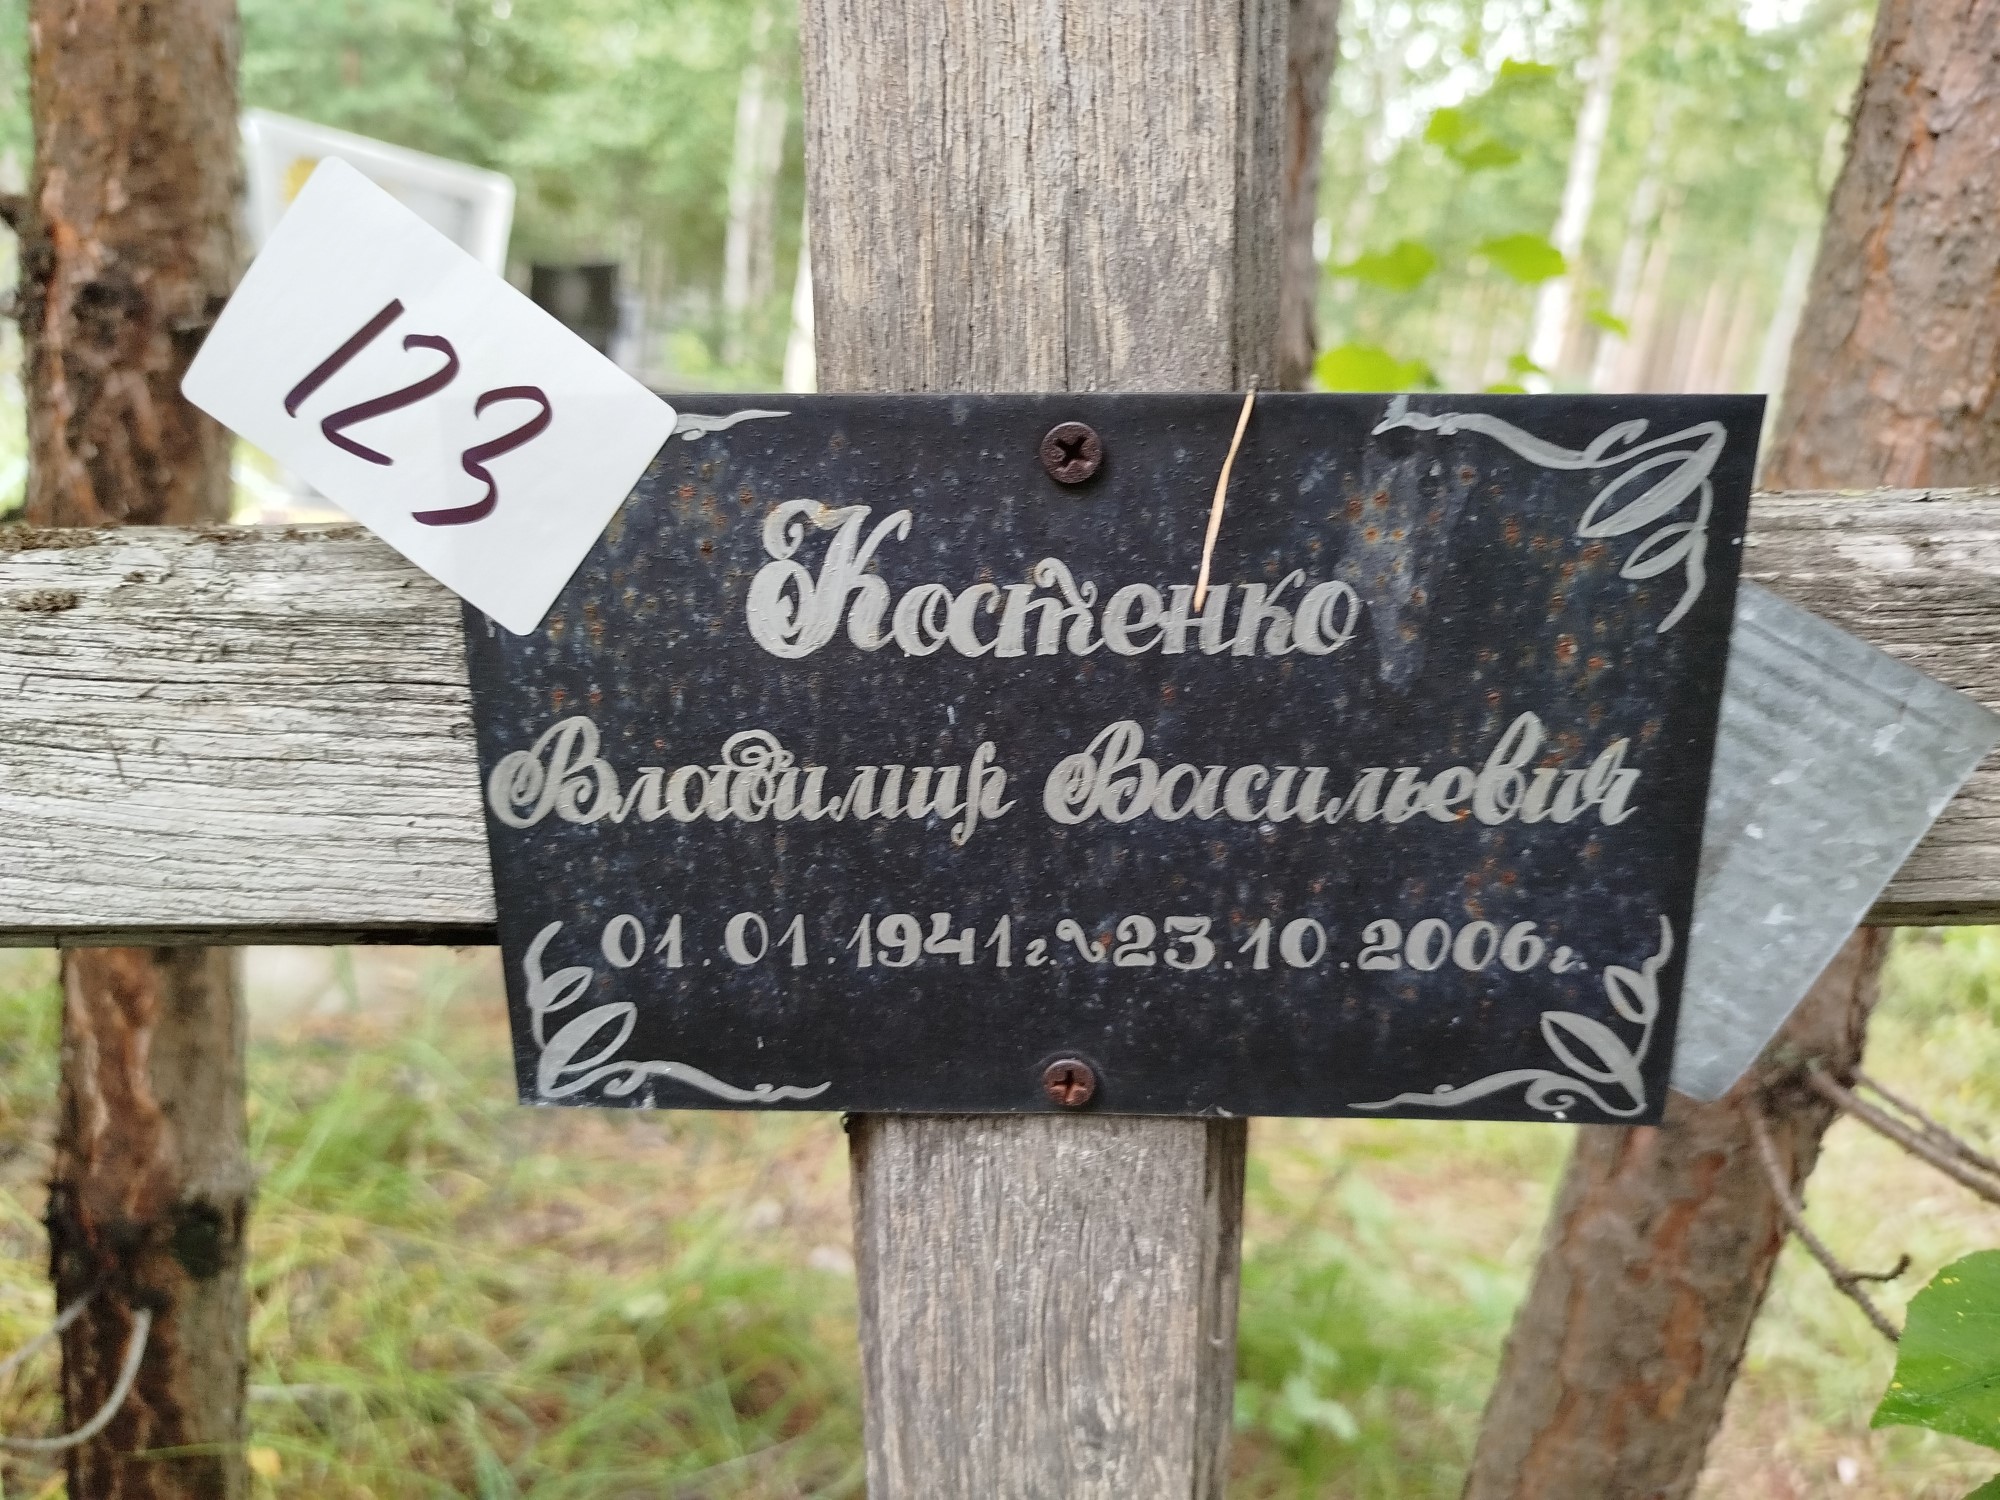 123
Костенко
Владимир Васильевич
01.01.1941г.~23.10.2006г.